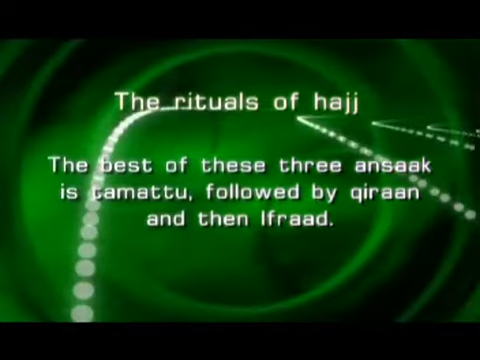 The rituals of hajj
The best of these three ansaak
is tamattu, followed by qiraan
and then Ifraad.